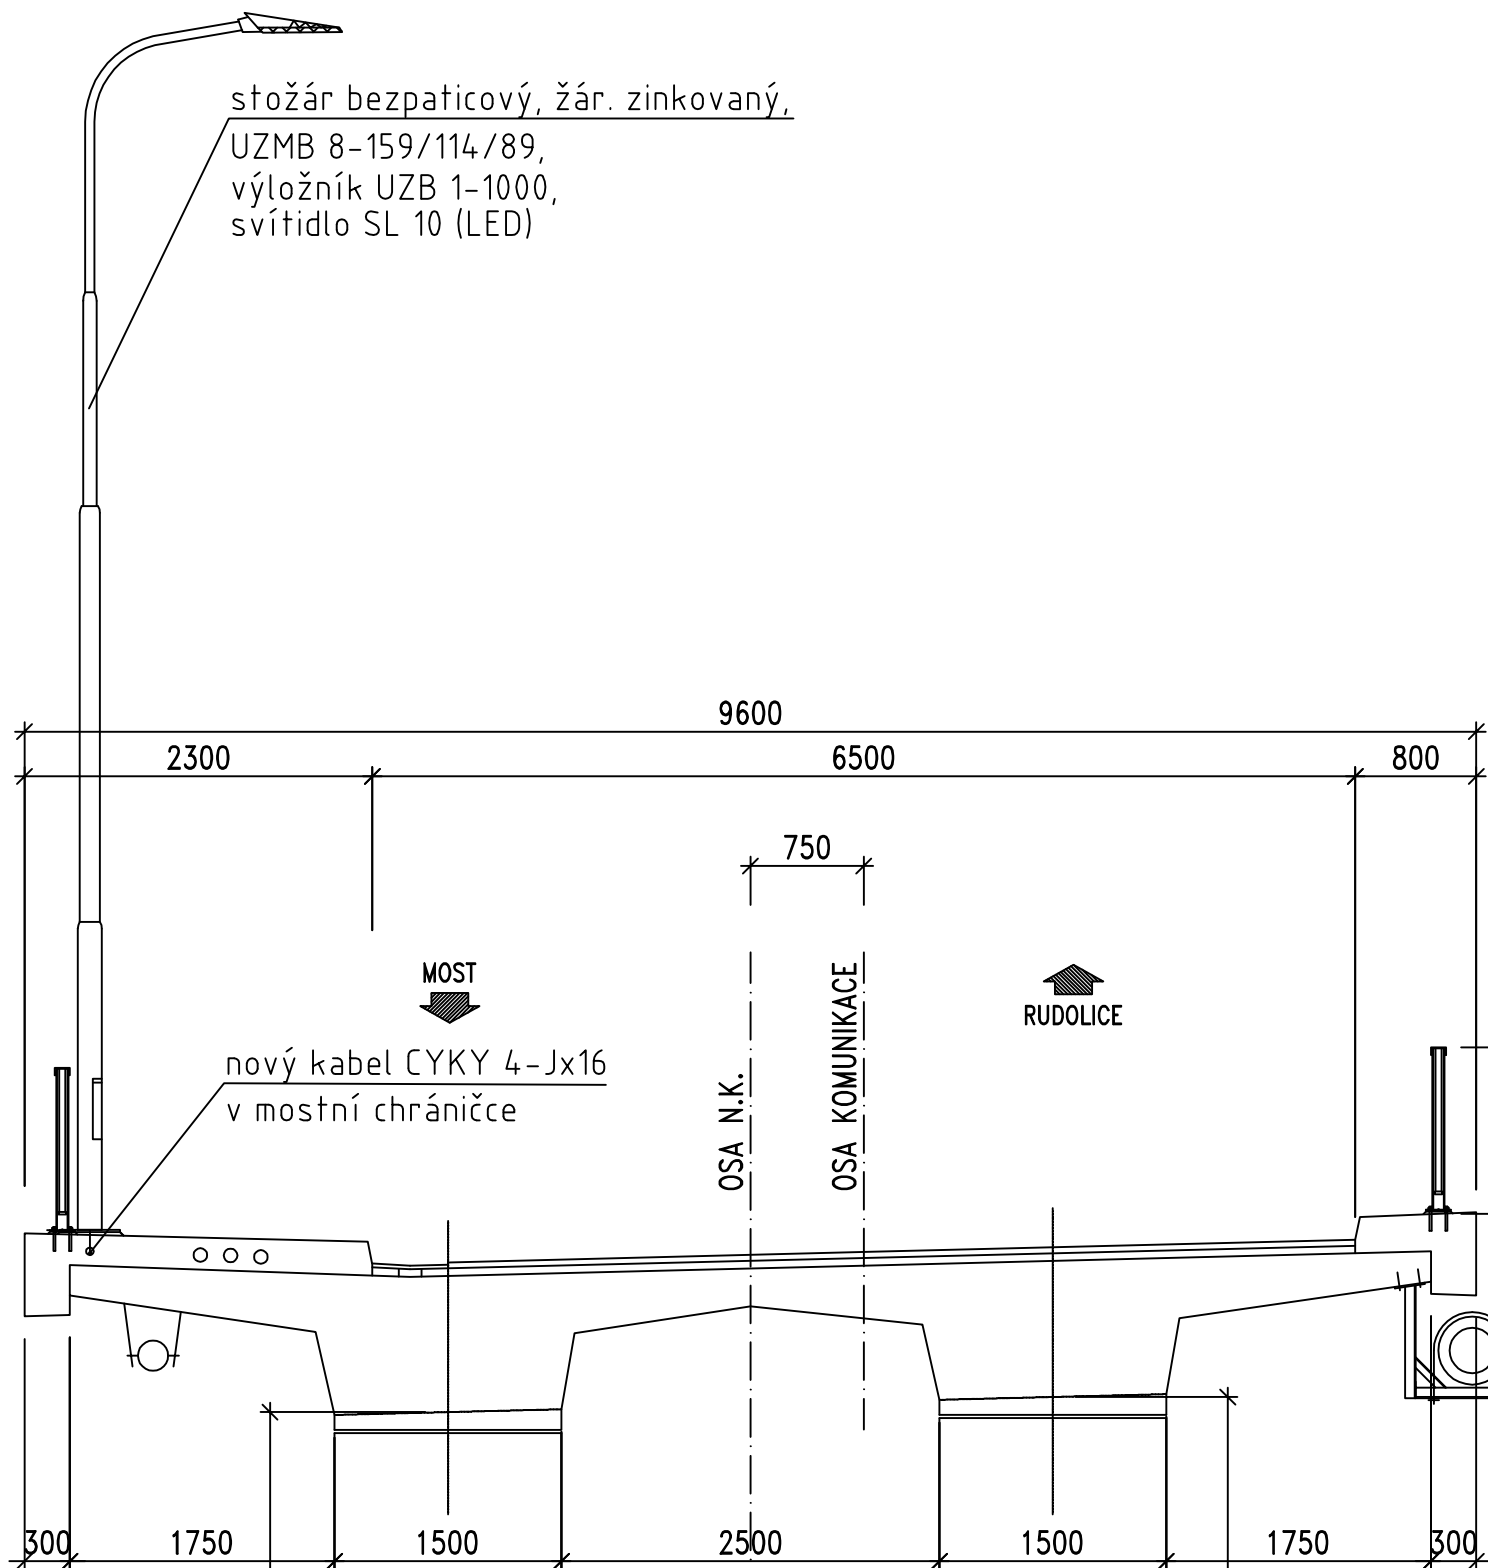 stožár bezpaticový, žár. zinkovaný,
UZMB 8-159/114/89,
výložník UZB 1-1000,
svítidlo SL 10 (LED)
9600
2300
6500
800
750
MOST
RUDOLICE
OSA N.K.
OSA KOMUNIKACE
nový kabel CYKY 4-Jx16
v mostní chráničce
300
1750
1500
2500
1500
1750
300